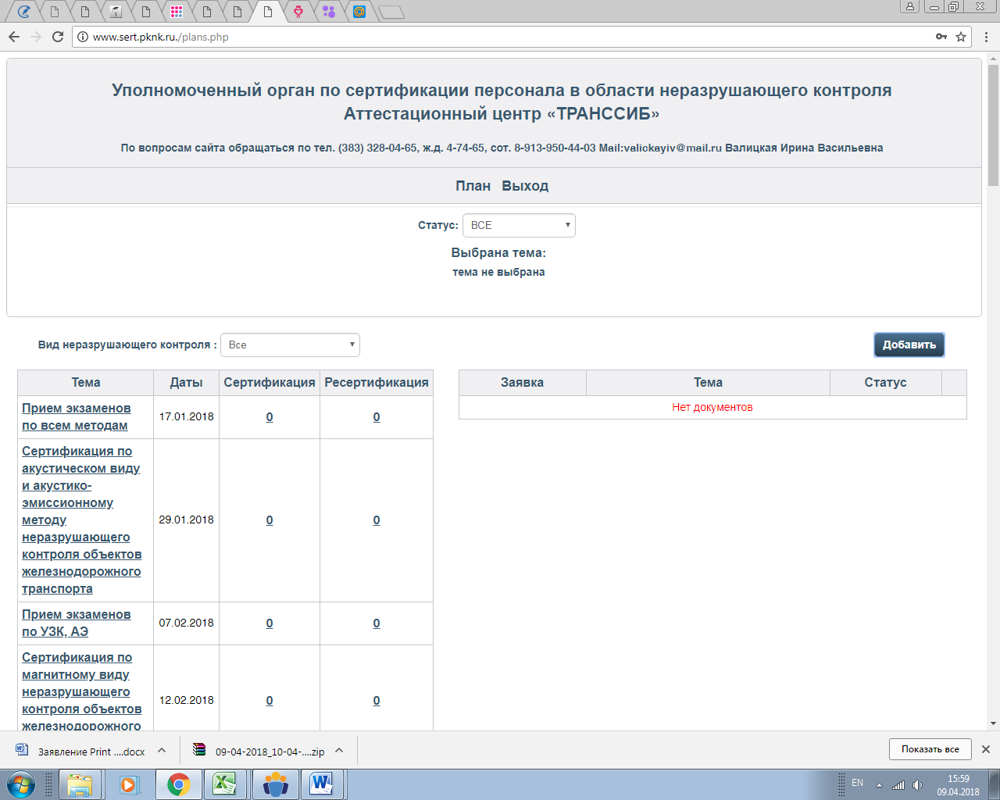 www.sert.pknk.ru./plans.php
Уполномоченный орган по сертификации персонала в области неразрушающего контроля
Аттестационный центр «ТРАНССИБ»
По вопросам сайта обращаться по тел. (383) 328-04-65, ж.д. 4-74-65, сот. 8-913-950-44-03 Mail:valickayiv@mail.ru Валицкая Ирина Васильевна
План Выход
Статус: ВСЕ
Выбрана тема:
тема не выбрана
Вид неразрушающего контроля : Все
Добавить
Тема Даты Сертификация Ресертификация
Прием экзаменов
по всем методам
17.01.2018 0 0
Сертификация по
акустическом виду
и акустико-
эмиссионному
методу
неразрушающего
контроля объектов
железнодорожного
транспорта
29.01.2018 0 0
Прием экзаменов
по УЗК, АЭ
07.02.2018 0 0
Сертификация по
магнитному виду
неразрушающего
контроля объектов
железнодорожного
12.02.2018 0 0
Заявка Тема Статус
Нет документов
Заявление Print ....docx
09-04-2018_10-04-....zip
Показать все
EN
15:59
09.04.2018